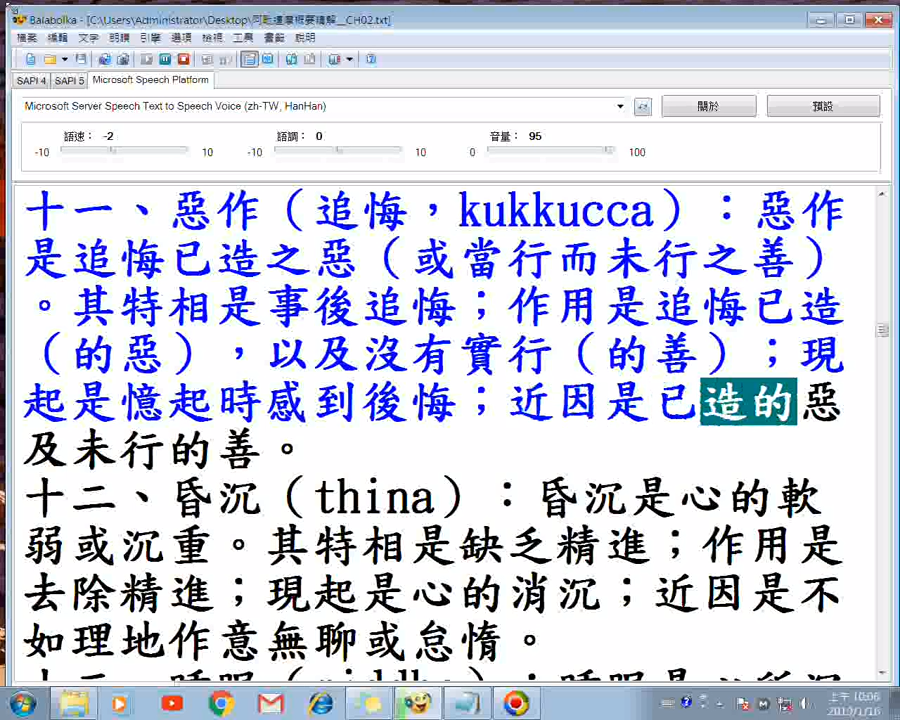 Balabolka - [C:\Users\Administrator\Desktop\阿毗達摩概要精解__CH02.txt]
檔案 編輯 文字 朗讀 引擎 選項 檢視 工具 書籤 說明
SAPI 4 SAPI 5 Microsoft Speech Platform
Microsoft Server Speech Text to Speech Voice (zh-TW, HanHan) 關於 預設
語速： -2 語調： 0 音量： 95
-10 10 -10 10 0 100
十一、惡作（追悔，kukkucca）：惡作
是追悔已造之惡（或當行而未行之善）
。其特相是事後追悔；作用是追悔已造
（的惡），以及沒有實行（的善）；現
起是憶起時感到後悔；近因是已造的惡
及未行的善。
十二、昏沉（thina）：昏沉是心的軟
弱或沉重。其特相是缺乏精進；作用是
去除精進；現起是心的消沉；近因是不
如理地作意無聊或怠惰。
上午 10:06
2019/1/16